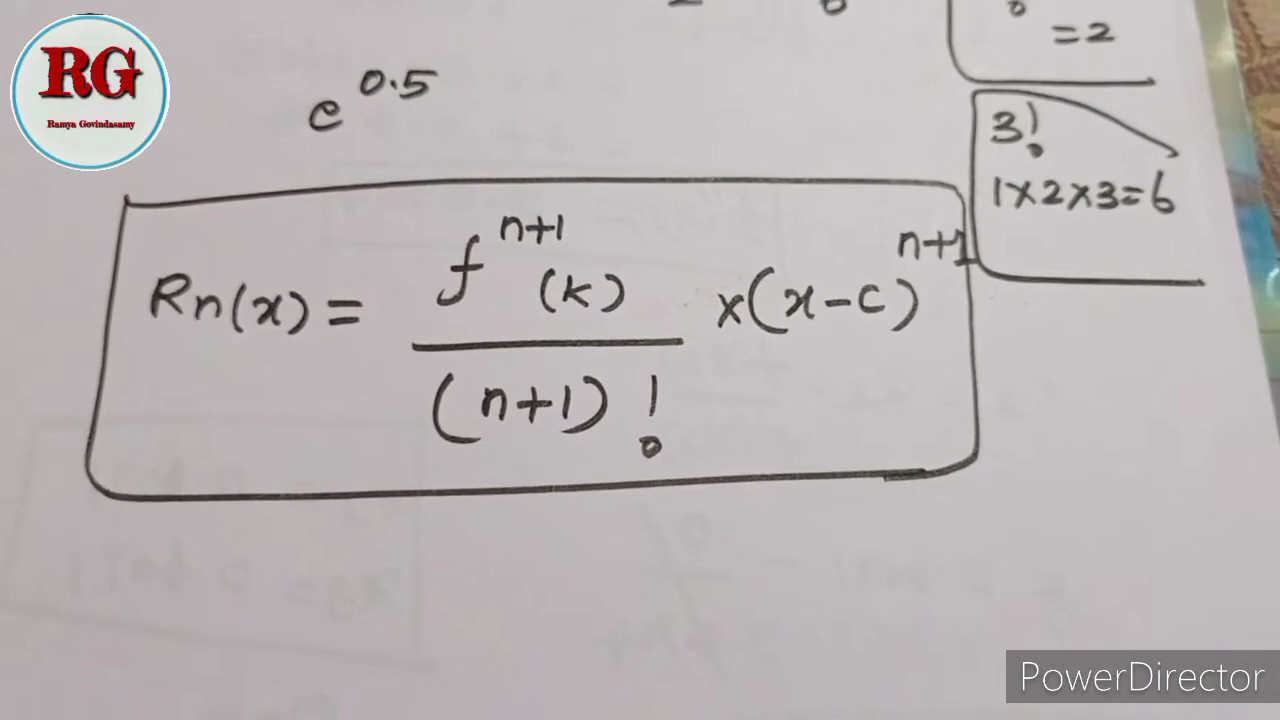 RG
Ramya Govindasamy
= 2
e^0.5
3!
1×2×3=6
Rn(x) = f^n+1 (k) / (n+1)! × (x-c)^n+1
PowerDirector